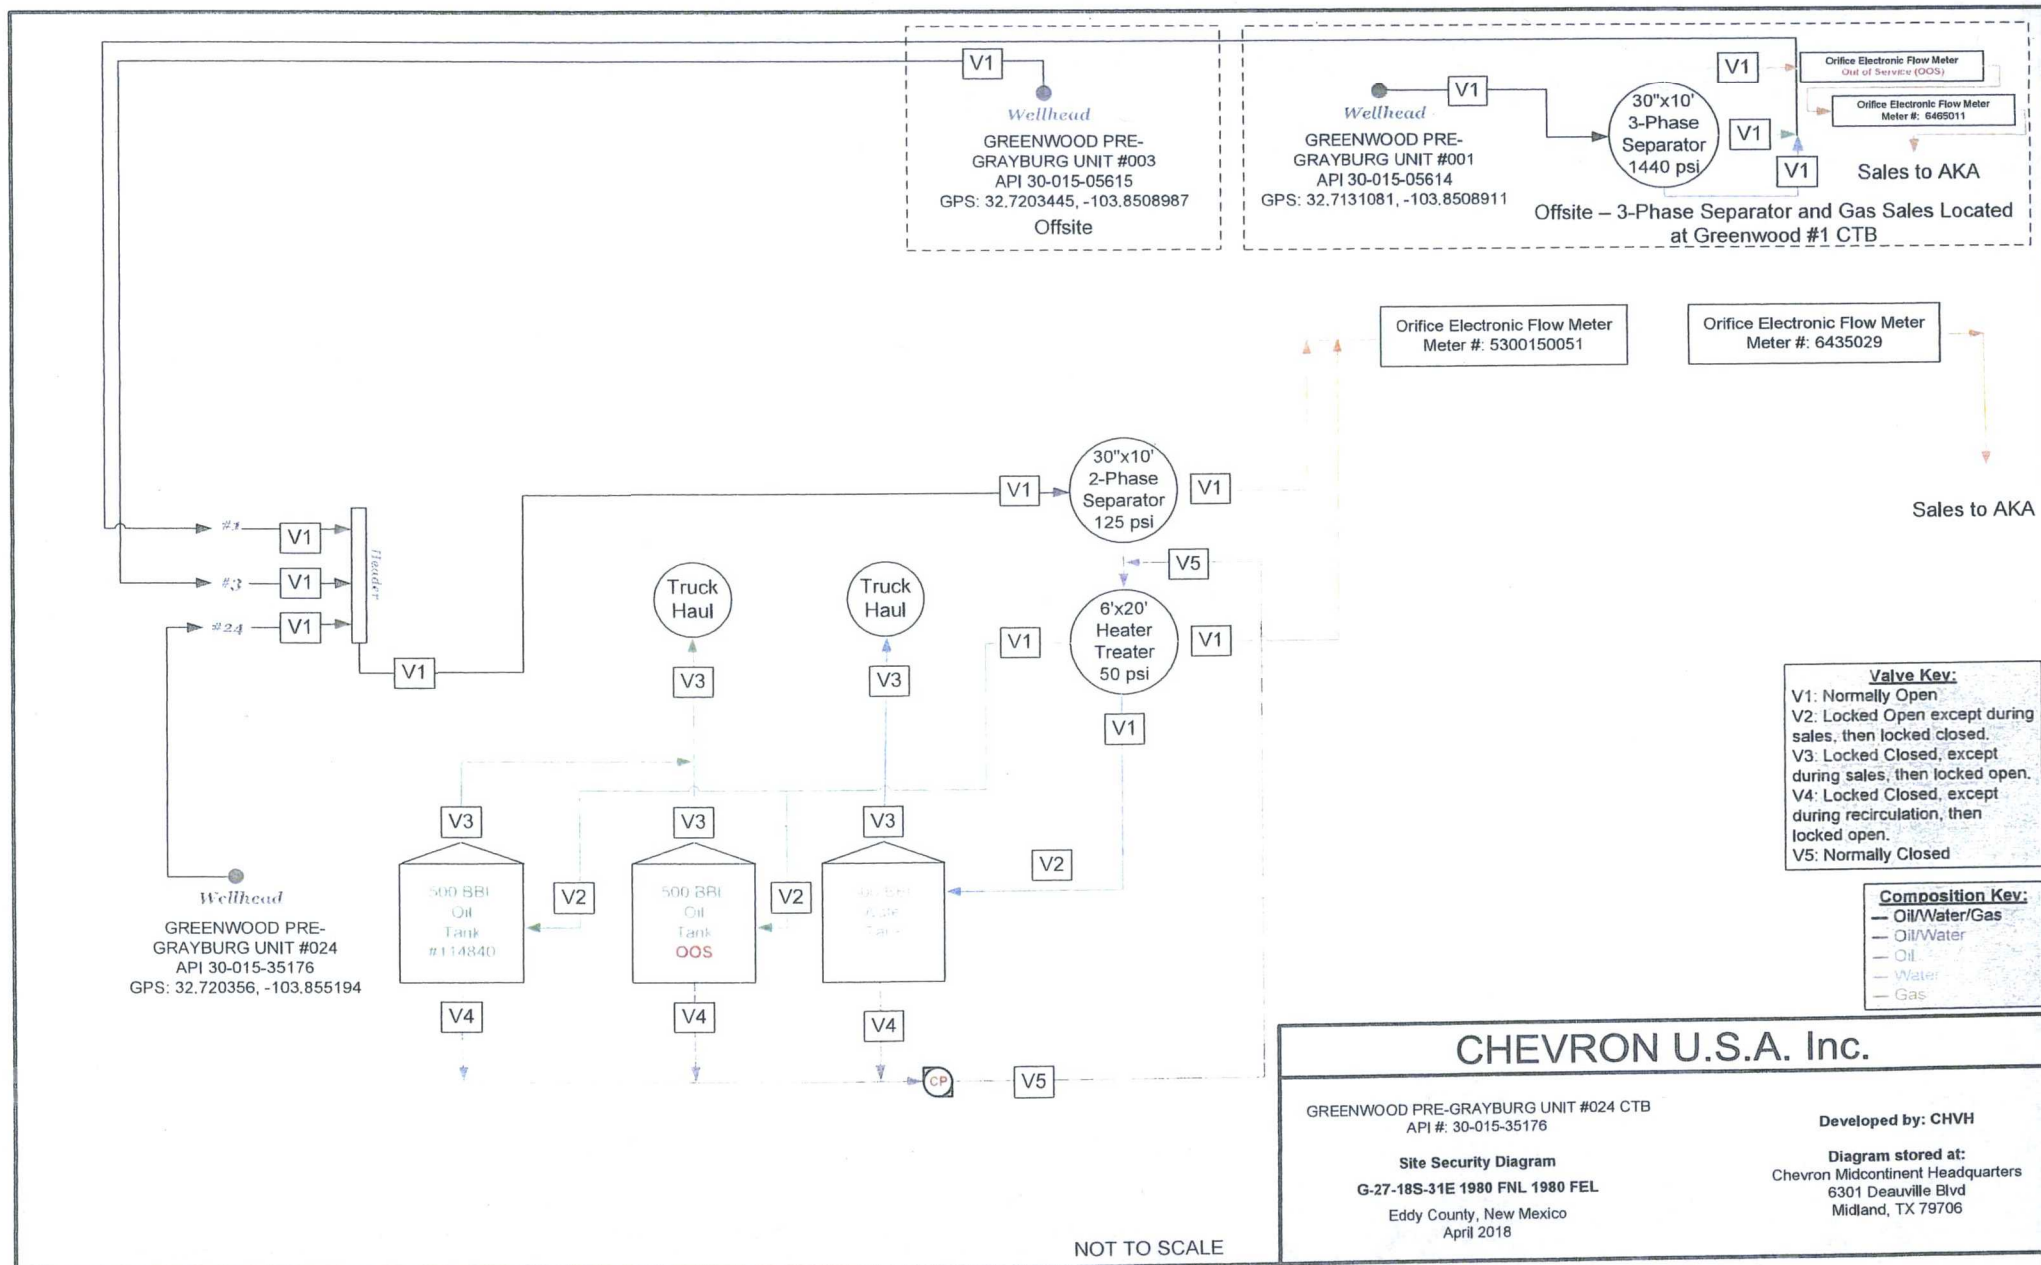 V1
Wellhead
GREENWOOD PRE-
GRAYBURG UNIT #003
API 30-015-05615
GPS: 32.7203445, -103.8508987
Offsite
Wellhead
V1
GREENWOOD PRE-
GRAYBURG UNIT #001
API 30-015-05614
GPS: 32.7131081, -103.8508911
30"x10'
3-Phase
Separator
1440 psi
V1
V1
V1
Orifice Electronic Flow Meter
Out of Service (OOS)
Orifice Electronic Flow Meter
Meter #: 6465011
Sales to AKA
Offsite – 3-Phase Separator and Gas Sales Located
at Greenwood #1 CTB
Orifice Electronic Flow Meter
Meter #: 5300150051
Orifice Electronic Flow Meter
Meter #: 6435029
Sales to AKA
#1
V1
#3
V1
#24
V1
Header
V1
V1
30"x10'
2-Phase
Separator
125 psi
V1
V5
Truck
Haul
Truck
Haul
V3
V3
V1
6'x20'
Heater
Treater
50 psi
V1
V1
V3
V3
V3
V2
V2
V2
500 BBl
Oil
Tank
#114840
500 BBl
Oil
Tank
OOS
Tank
V4
V4
V4
CP
V5
Wellhead
GREENWOOD PRE-
GRAYBURG UNIT #024
API 30-015-35176
GPS: 32.720356, -103.855194
Valve Key:
V1: Normally Open
V2: Locked Open except during
sales, then locked closed.
V3: Locked Closed, except
during sales, then locked open.
V4: Locked Closed, except
during recirculation, then
locked open.
V5: Normally Closed
Composition Key:
Oil/Water/Gas
Oil/Water
Oil
Water
Gas
CHEVRON U.S.A. Inc.
GREENWOOD PRE-GRAYBURG UNIT #024 CTB
API #: 30-015-35176
Site Security Diagram
G-27-18S-31E 1980 FNL 1980 FEL
Eddy County, New Mexico
April 2018
Developed by: CHVH
Diagram stored at:
Chevron Midcontinent Headquarters
6301 Deauville Blvd
Midland, TX 79706
NOT TO SCALE